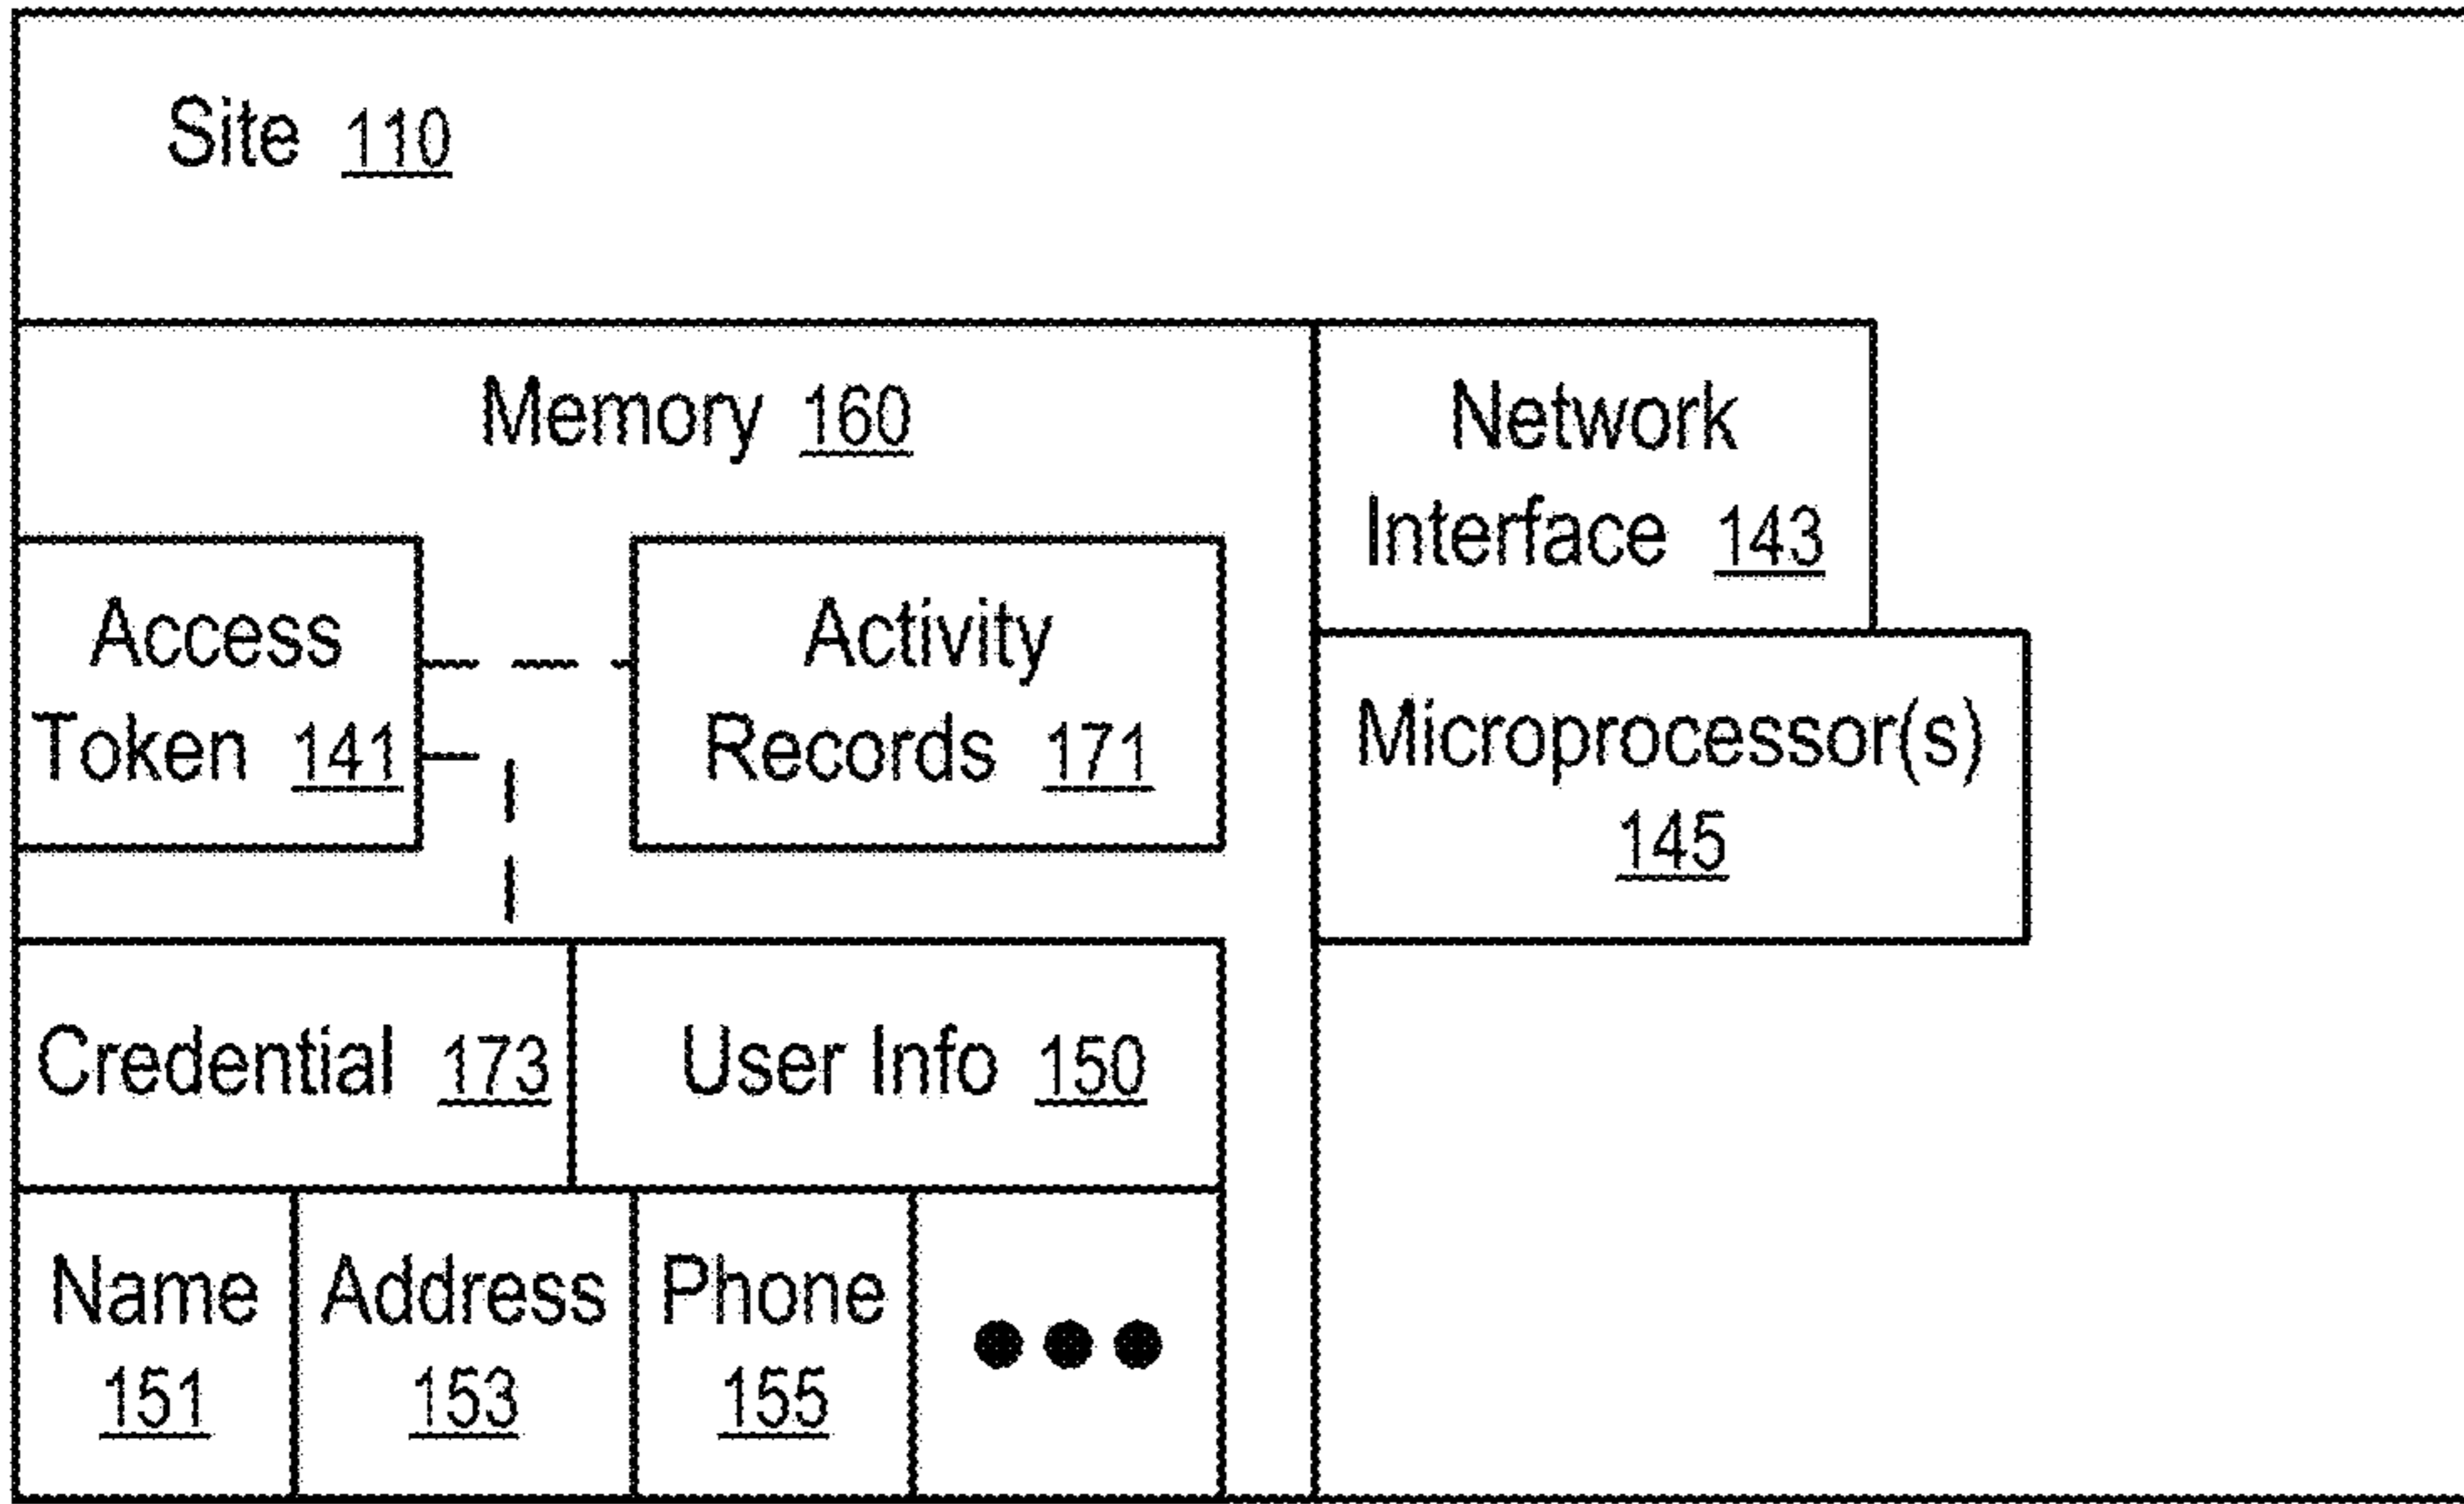 Site 110
Memory 160
Network
Interface 143
Access
Token 141
Activity
Records 171
Microprocessor(s)
145
Credential 173
User Info 150
Name
151
Address
153
Phone
155